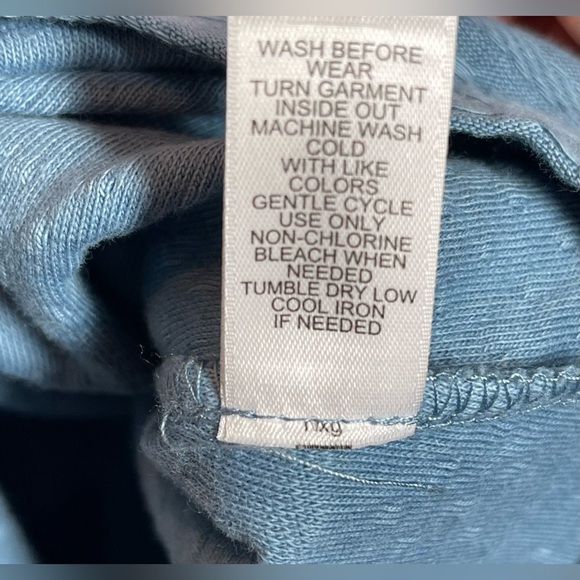 WASH BEFORE
WEAR
TURN GARMENT
INSIDE OUT
MACHINE WASH
COLD
WITH LIKE
COLORS
GENTLE CYCLE
USE ONLY
NON-CHLORINE
BLEACH WHEN
NEEDED
TUMBLE DRY LOW
COOL IRON
IF NEEDED